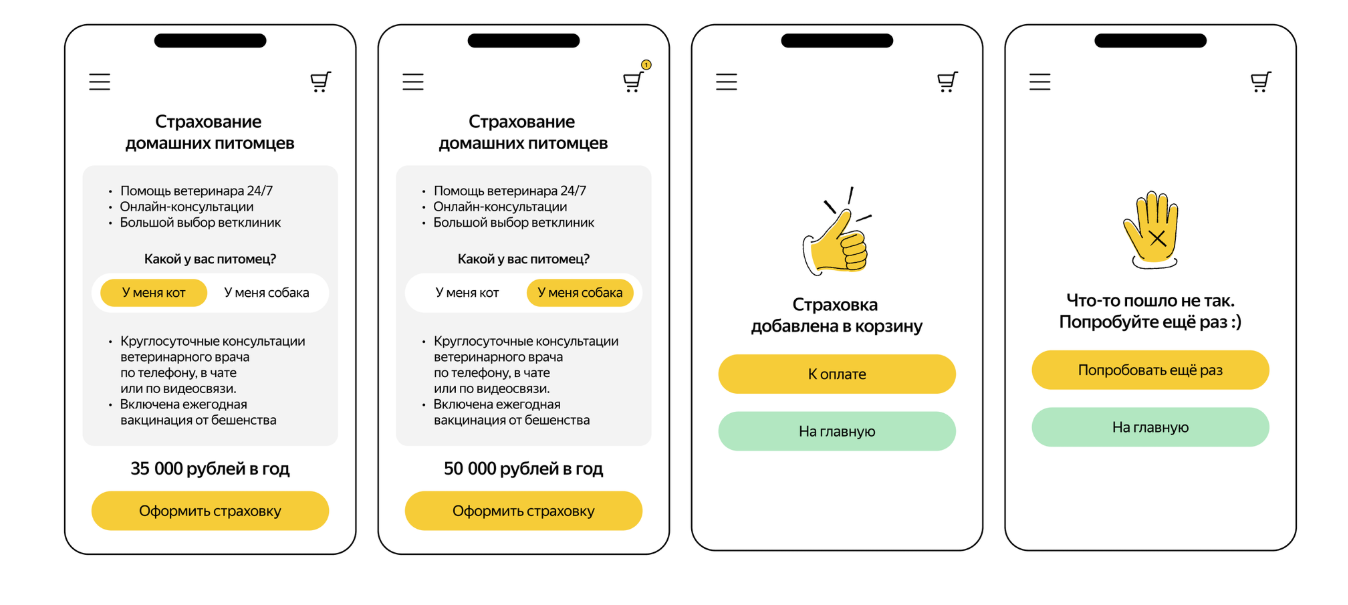 Страхование
домашних питомцев
• Помощь ветеринара 24/7
• Онлайн-консультации
• Большой выбор ветклиник
Какой у вас питомец?
У меня кот У меня собака
• Круглосуточные консультации
ветеринарного врача
по телефону, в чате
или по видеосвязи.
• Включена ежегодная
вакцинация от бешенства
35 000 рублей в год
Оформить страховку
1
Страхование
домашних питомцев
• Помощь ветеринара 24/7
• Онлайн-консультации
• Большой выбор ветклиник
Какой у вас питомец?
У меня кот У меня собака
• Круглосуточные консультации
ветеринарного врача
по телефону, в чате
или по видеосвязи.
• Включена ежегодная
вакцинация от бешенства
50 000 рублей в год
Оформить страховку
Страховка
добавлена в корзину
К оплате
На главную
Что-то пошло не так.
Попробуйте ещё раз :)
Попробовать ещё раз
На главную